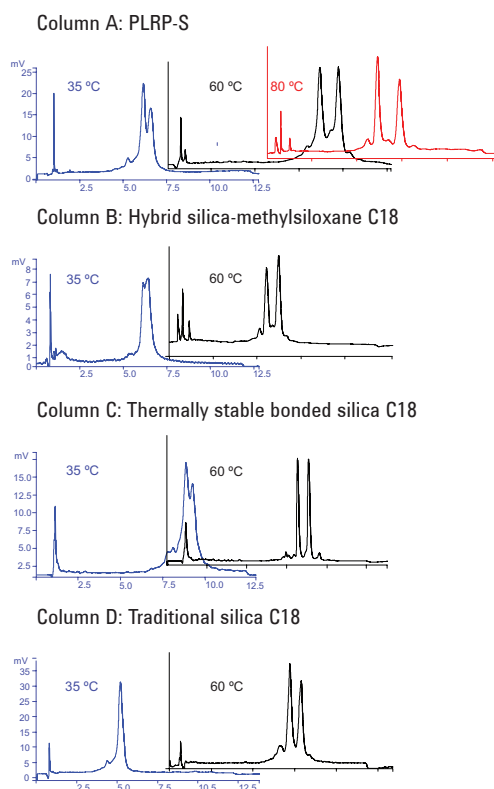 Column A: PLRP-S
mV
35 ºC
60 ºC
80 ºC
25
20
15
10
5
0
2.5 5.0 7.5 10.0 12.5
Column B: Hybrid silica-methylsiloxane C18
mV
35 ºC
60 ºC
8
7
6
5
4
3
2
1
0
2.5 5.0 7.5 10.0 12.5
Column C: Thermally stable bonded silica C18
mV
35 ºC
60 ºC
15.0
12.5
10.0
7.5
5.0
2.5
2.5 5.0 7.5 10.0 12.5
Column D: Traditional silica C18
mV
35 ºC
60 ºC
35
30
25
20
15
10
5
0
2.5 5.0 7.5 10.0 12.5